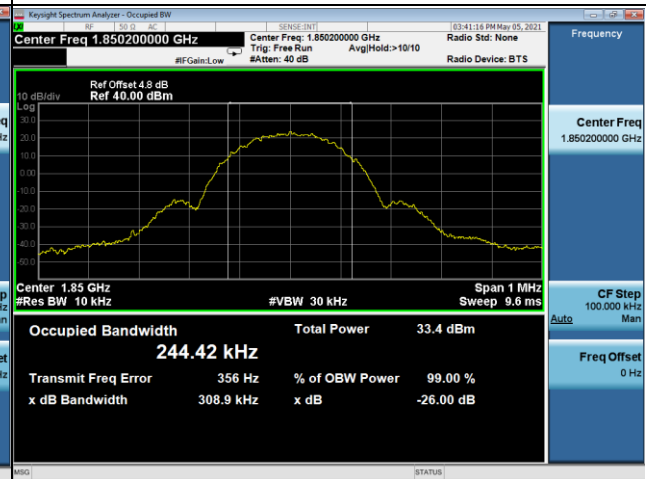 Keysight Spectrum Analyzer - Occupied BW
RF 50 Ω AC SENSE:INT 03:41:16 PM May 05, 2021
Center Freq 1.850200000 GHz Center Freq: 1.850200000 GHz Radio Std: None
Trig: Free Run Avg|Hold:>10/10
#IFGain:Low #Atten: 40 dB Radio Device: BTS
Ref Offset 4.8 dB
10 dB/div Ref 40.00 dBm
Log
30.0
20.0
10.0
0.00
-10.0
-20.0
-30.0
-40.0
-50.0
Center 1.85 GHz Span 1 MHz
#Res BW 10 kHz #VBW 30 kHz Sweep 9.6 ms
Occupied Bandwidth Total Power 33.4 dBm
244.42 kHz
Transmit Freq Error 356 Hz % of OBW Power 99.00 %
x dB Bandwidth 308.9 kHz x dB -26.00 dB
MSG STATUS
Frequency
Center Freq
1.850200000 GHz
CF Step
100.000 kHz
Auto Man
Freq Offset
0 Hz
q
Hz
p
Hz
n
et
Hz